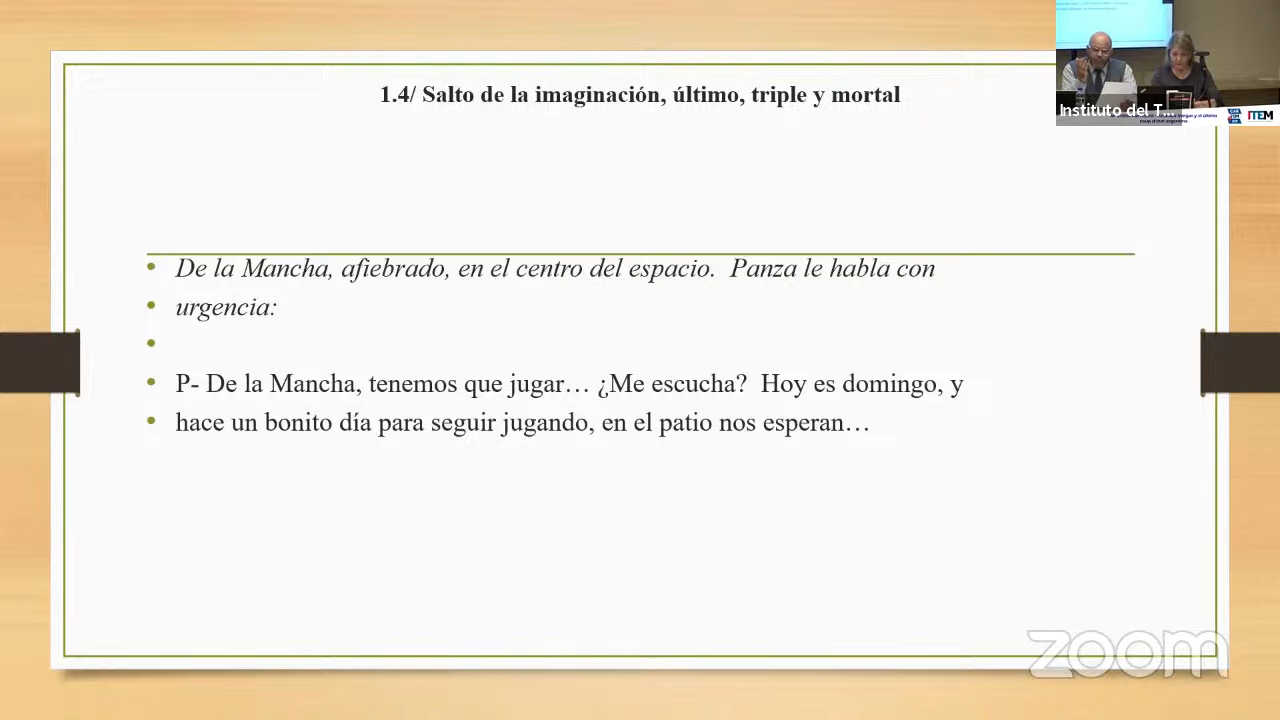 1.4/ Salto de la imaginación, último, triple y mortal
Instituto del T...
ITEM
De la Mancha, afiebrado, en el centro del espacio.  Panza le habla con
urgencia:
P- De la Mancha, tenemos que jugar… ¿Me escucha?  Hoy es domingo, y
hace un bonito día para seguir jugando, en el patio nos esperan…
zoom